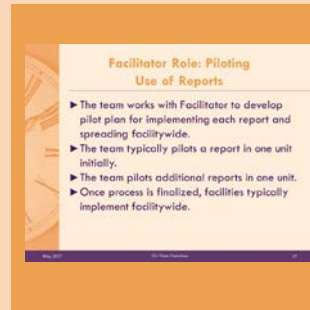 Facilitator Role: Piloting
Use of Reports
►The team works with Facilitator to develop
pilot plan for implementing each report and
spreading facilitywide.
►The team typically pilots a report in one unit
initially.
►The team pilots additional reports in one unit.
►Once process is finalized, facilities typically
implement facilitywide.
May 2017